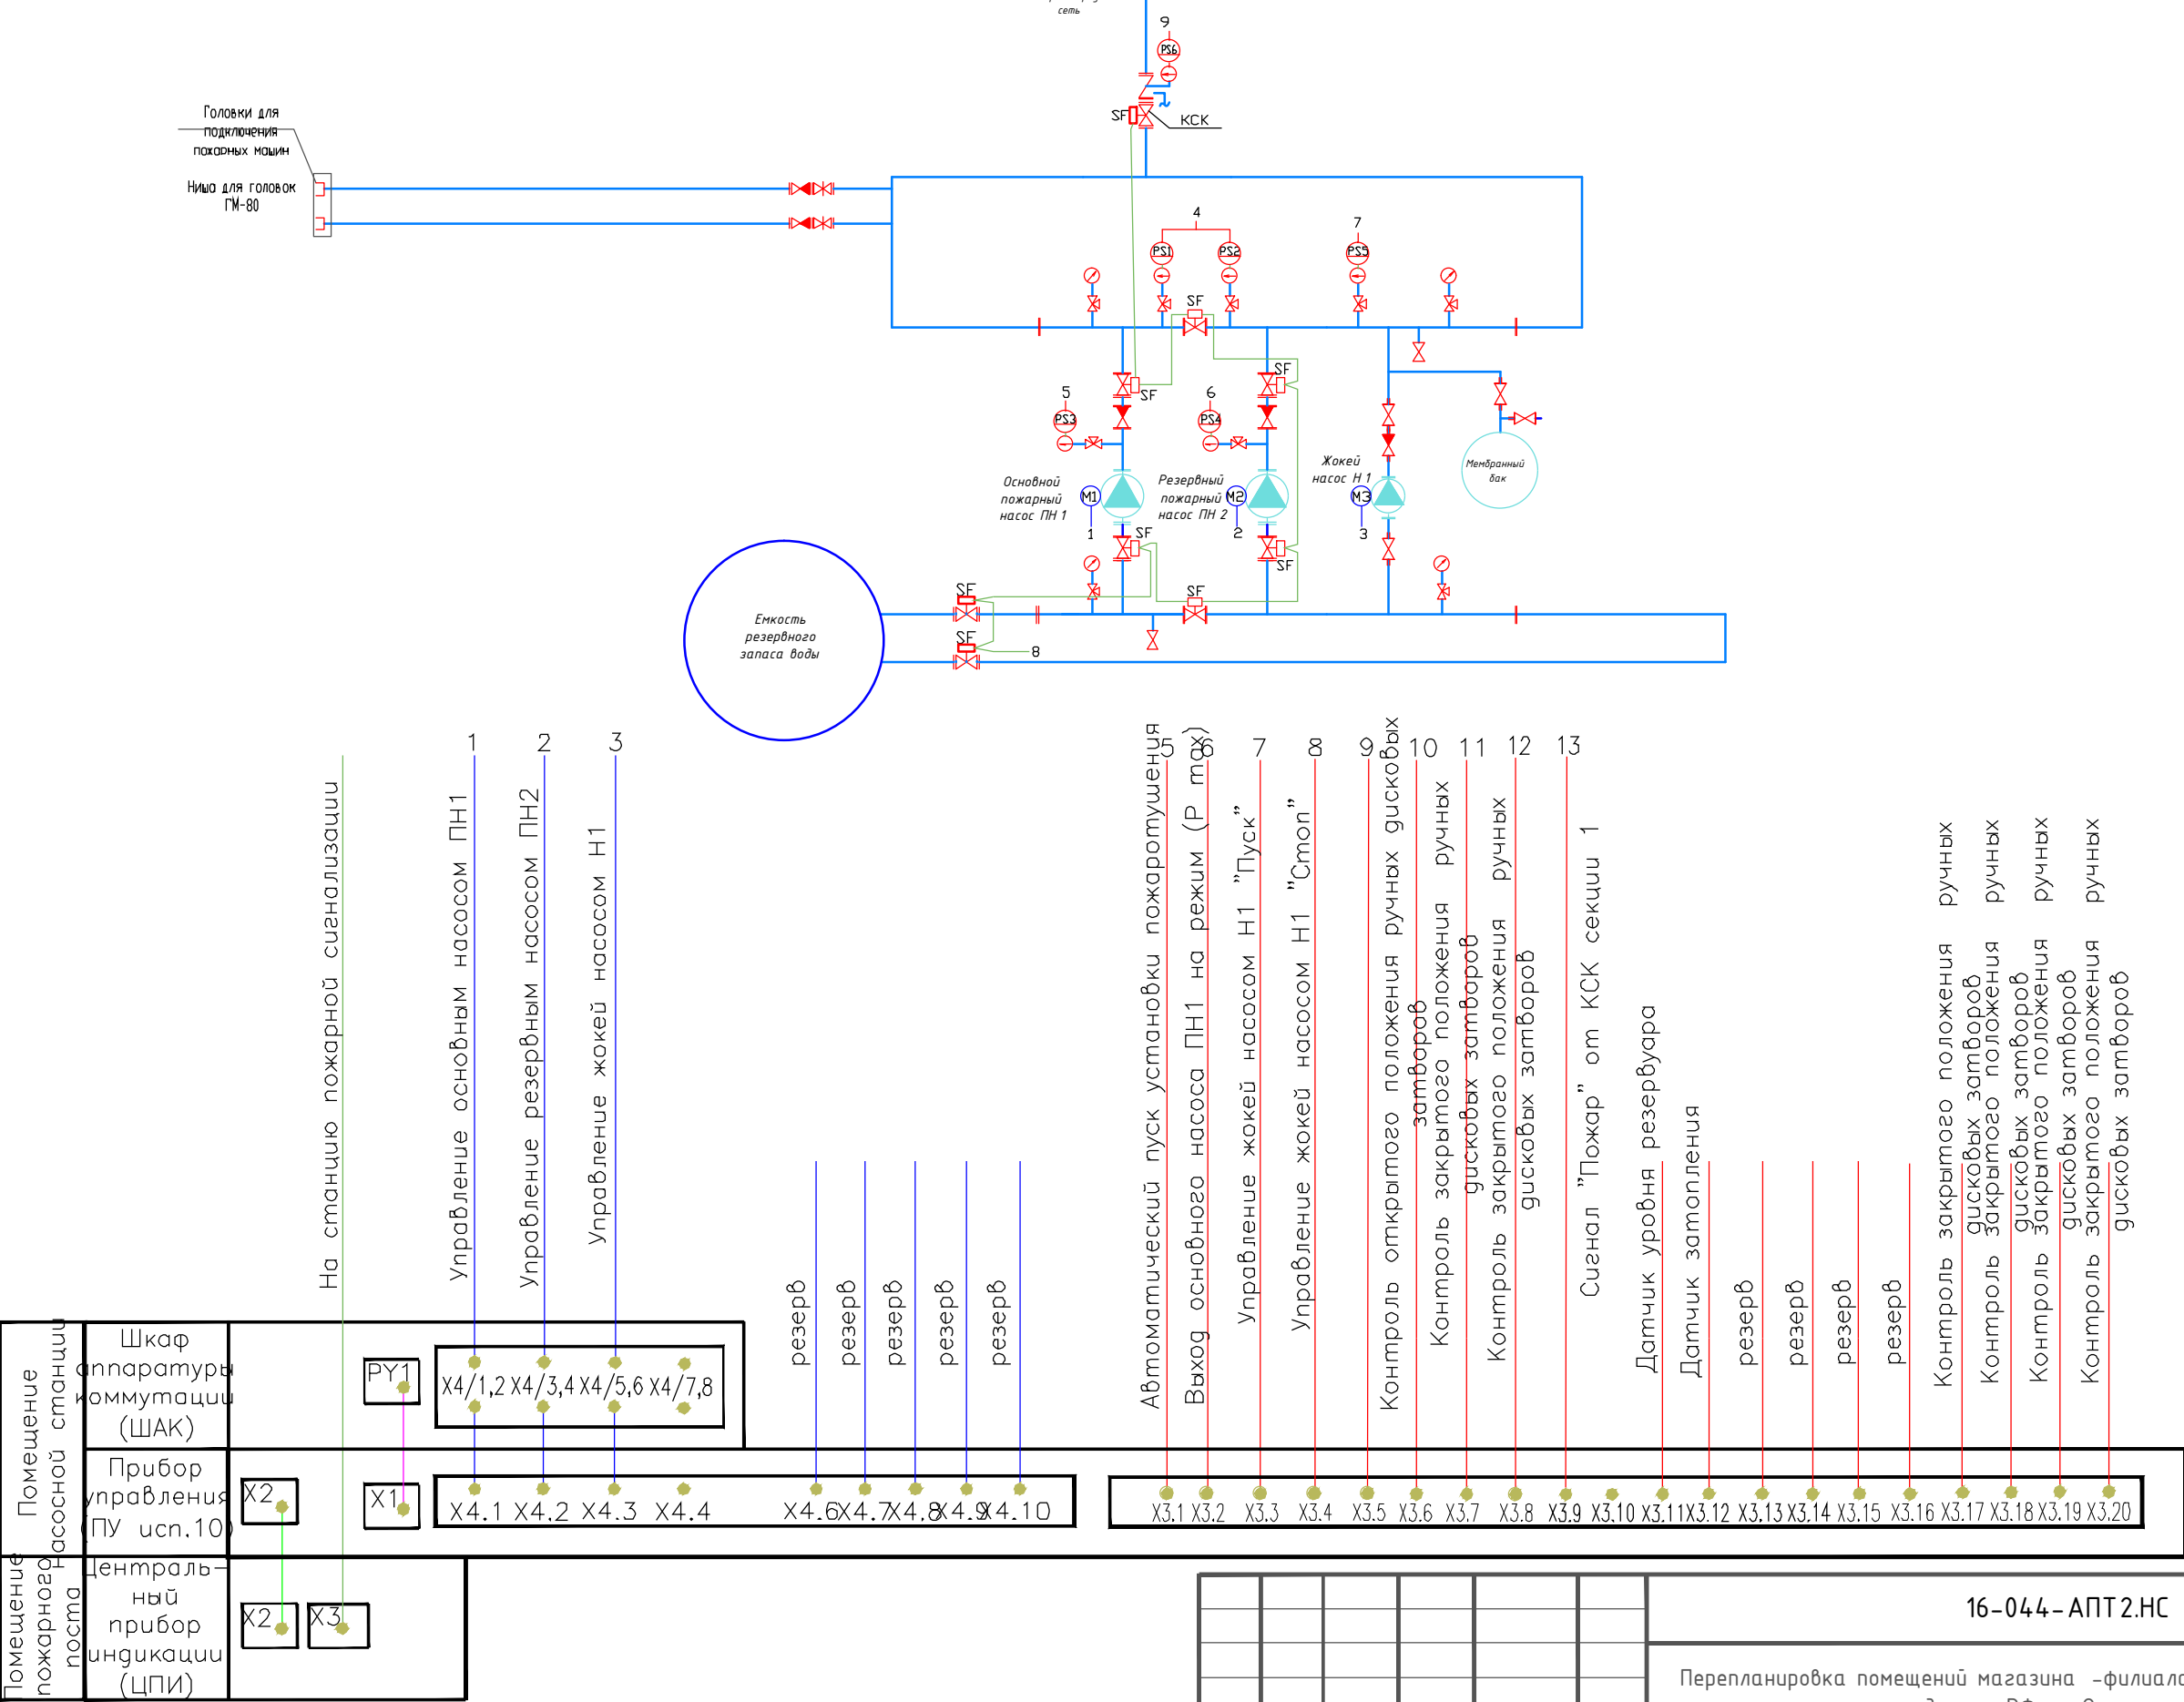 сеть
9
PS6
SF
КСК
Головки для
подключения
пожарных машин
Ниша для головок
ГМ-80
4
7
PS1
PS2
PS5
SF
SF
SF
5
6
PS3
PS4
Основной
пожарный
насос ПН 1
М1
1
Резервный
пожарный
насос ПН 2
М2
2
Жокей
насос Н 1
М3
3
Мембранный
бак
SF
SF
SF
SF
SF
8
Емкость
резервного
запаса воды
На станцию пожарной сигнализации
1
Управление основным насосом ПН1
2
Управление резервным насосом ПН2
3
Управление жокей насосом Н1
резерв
резерв
резерв
резерв
резерв
5
Автоматический пуск установки пожаротушения
6
Выход основного насоса ПН1 на режим (P max)
7
Управление жокей насосом Н1 "Пуск"
8
Управление жокей насосом Н1 "Стоп"
9
Контроль открытого положения ручных дисковых
затворов
10
Контроль закрытого положения ручных
дисковых затворов
11
Контроль закрытого положения ручных
дисковых затворов
12
13
Сигнал "Пожар" от КСК секции 1
Датчик уровня резервуара
Датчик затопления
резерв
резерв
резерв
резерв
Контроль закрытого положения ручных
дисковых затворов
Контроль закрытого положения ручных
дисковых затворов
Контроль закрытого положения ручных
дисковых затворов
Контроль закрытого положения ручных
дисковых затворов
Помещение
насосной станции
Шкаф
аппаратуры
коммутации
(ШАК)
PY1
X4/1,2 X4/3,4 X4/5,6 X4/7,8
Прибор
управления
(ПУ исп.10)
X2
X1
X4.1 X4.2 X4.3 X4.4 X4.6 X4.7 X4.8 X4.9 X4.10
X3.1 X3.2 X3.3 X3.4 X3.5 X3.6 X3.7 X3.8 X3.9 X3.10 X3.11 X3.12 X3.13 X3.14 X3.15 X3.16 X3.17 X3.18 X3.19 X3.20
Помещение
пожарного
поста
Централь-
ный
прибор
индикации
(ЦПИ)
X2
X3
16-044-АПТ2.НС
Перепланировка помещений магазина -филиала